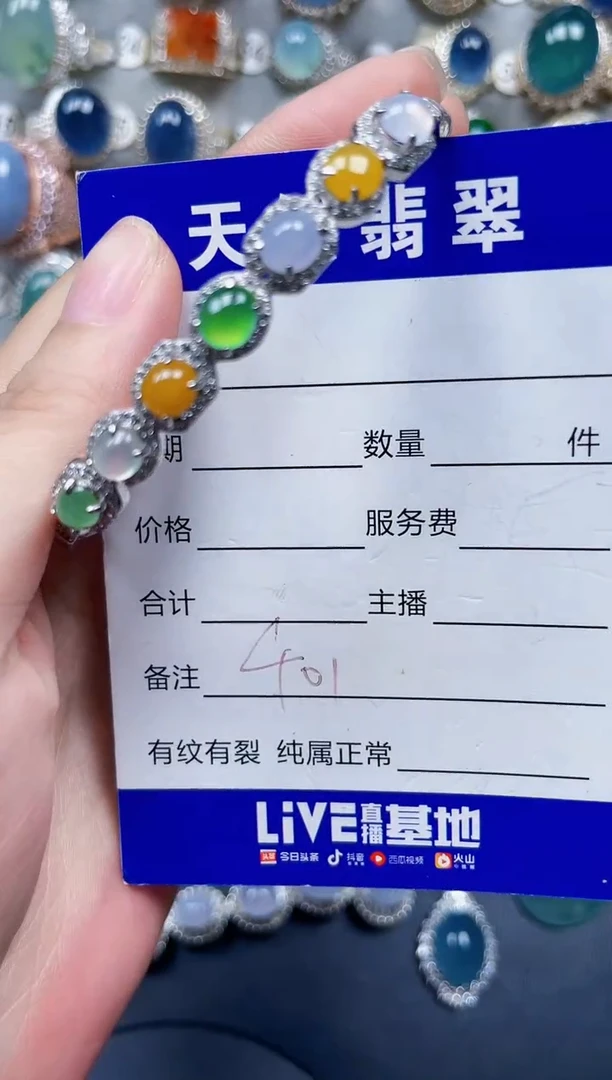 天 翡翠
期 数量 件
价格 服务费
合计 主播
备注 401
有纹有裂 纯属正常
LiVE直播基地
头条 今日头条 抖音 西瓜视频 火山